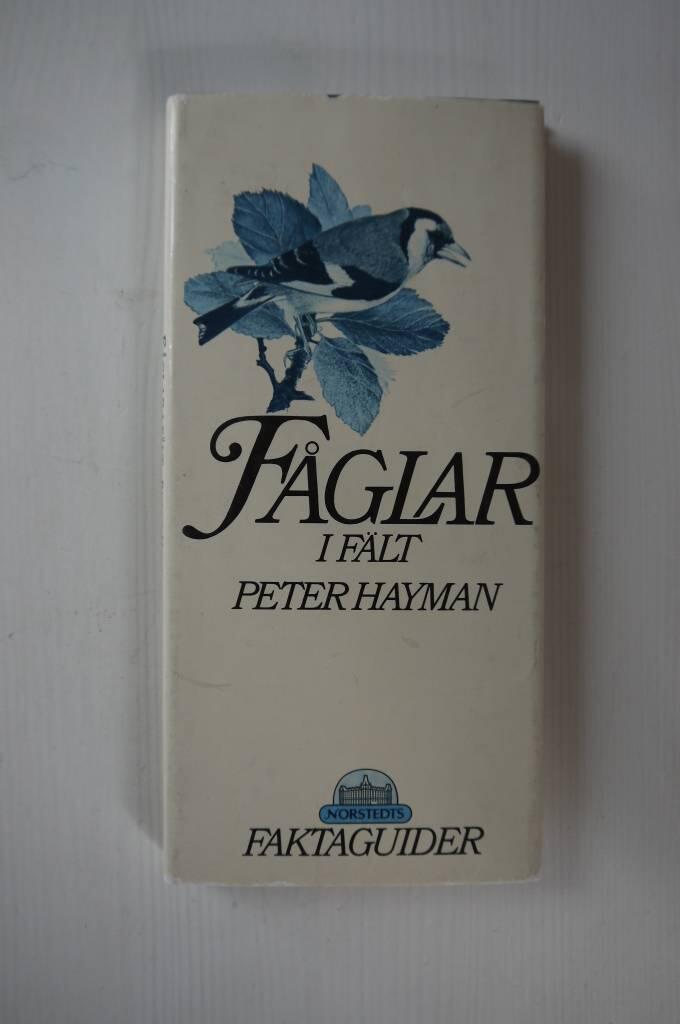 FÅGLAR
I FÄLT
PETER HAYMAN
NORSTEDTS
FAKTAGUIDER